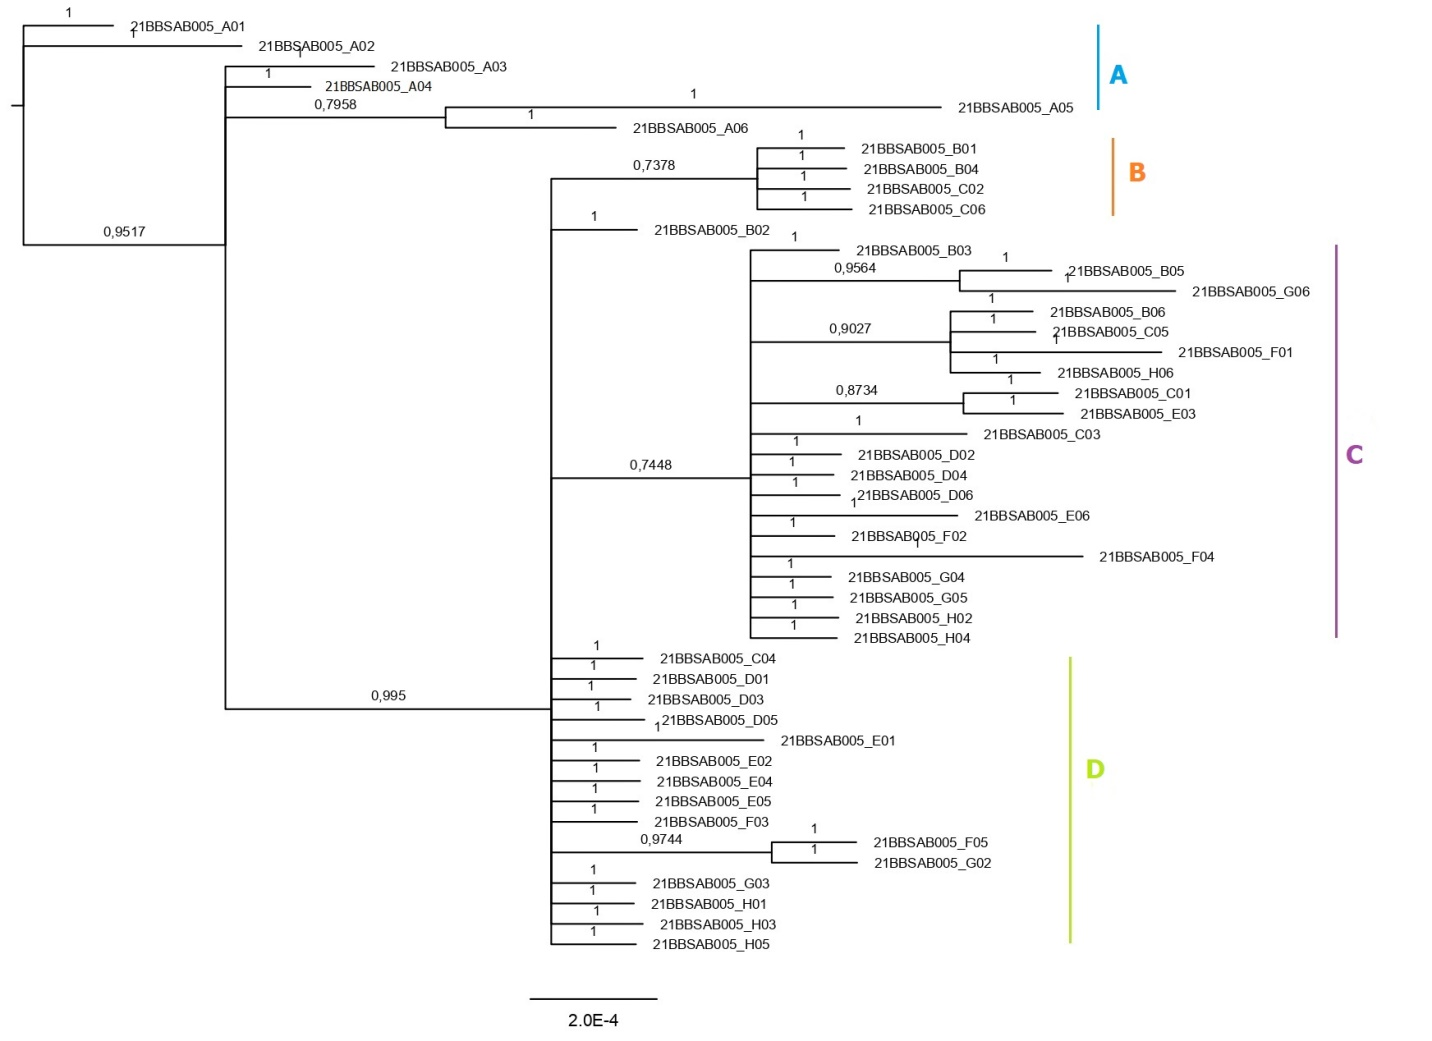 1
21BBSAB005_A01
1
21BBSAB005_A02
1
21BBSAB005_A03
1
21BBSAB005_A04
A
0,7958
1
21BBSAB005_A05
1
21BBSAB005_A06
1
21BBSAB005_B01
0,7378
1
21BBSAB005_B04
B
1
21BBSAB005_C02
1
21BBSAB005_C06
1
21BBSAB005_B02
0,9517
1
21BBSAB005_B03
0,9564
1
21BBSAB005_B05
1
21BBSAB005_G06
1
21BBSAB005_B06
0,9027
1
21BBSAB005_C05
1
21BBSAB005_F01
1
21BBSAB005_H06
0,8734
1
21BBSAB005_C01
1
21BBSAB005_E03
1
21BBSAB005_C03
1
21BBSAB005_D02
C
0,7448
1
21BBSAB005_D04
1
21BBSAB005_D06
1
21BBSAB005_E06
1
21BBSAB005_F02
1
21BBSAB005_F04
1
21BBSAB005_G04
1
21BBSAB005_G05
1
21BBSAB005_H02
1
21BBSAB005_H04
1
21BBSAB005_C04
1
21BBSAB005_D01
0,995
1
21BBSAB005_D03
1
21BBSAB005_D05
1
21BBSAB005_E01
1
21BBSAB005_E02
D
1
21BBSAB005_E04
1
21BBSAB005_E05
1
21BBSAB005_F03
0,9744
1
21BBSAB005_F05
1
21BBSAB005_G02
1
21BBSAB005_G03
1
21BBSAB005_H01
1
21BBSAB005_H03
1
21BBSAB005_H05
2.0E-4